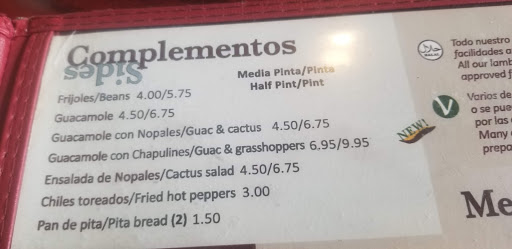 Complementos
Sides
Media Pinta/Pinta
Half Pint/Pint
Frijoles/Beans 4.00/5.75
Guacamole 4.50/6.75
Guacamole con Nopales/Guac & cactus 4.50/6.75
Guacamole con Chapulines/Guac & grasshoppers 6.95/9.95
Ensalada de Nopales/Cactus salad 4.50/6.75
Chiles toreados/Fried hot peppers 3.00
Pan de pita/Pita bread (2) 1.50
حلال
HALAL
Todo nuestro
facilidades a
All our lamb
approved f
V
Varios de
o se pue
por las
Many
prepa
NEW!
Me